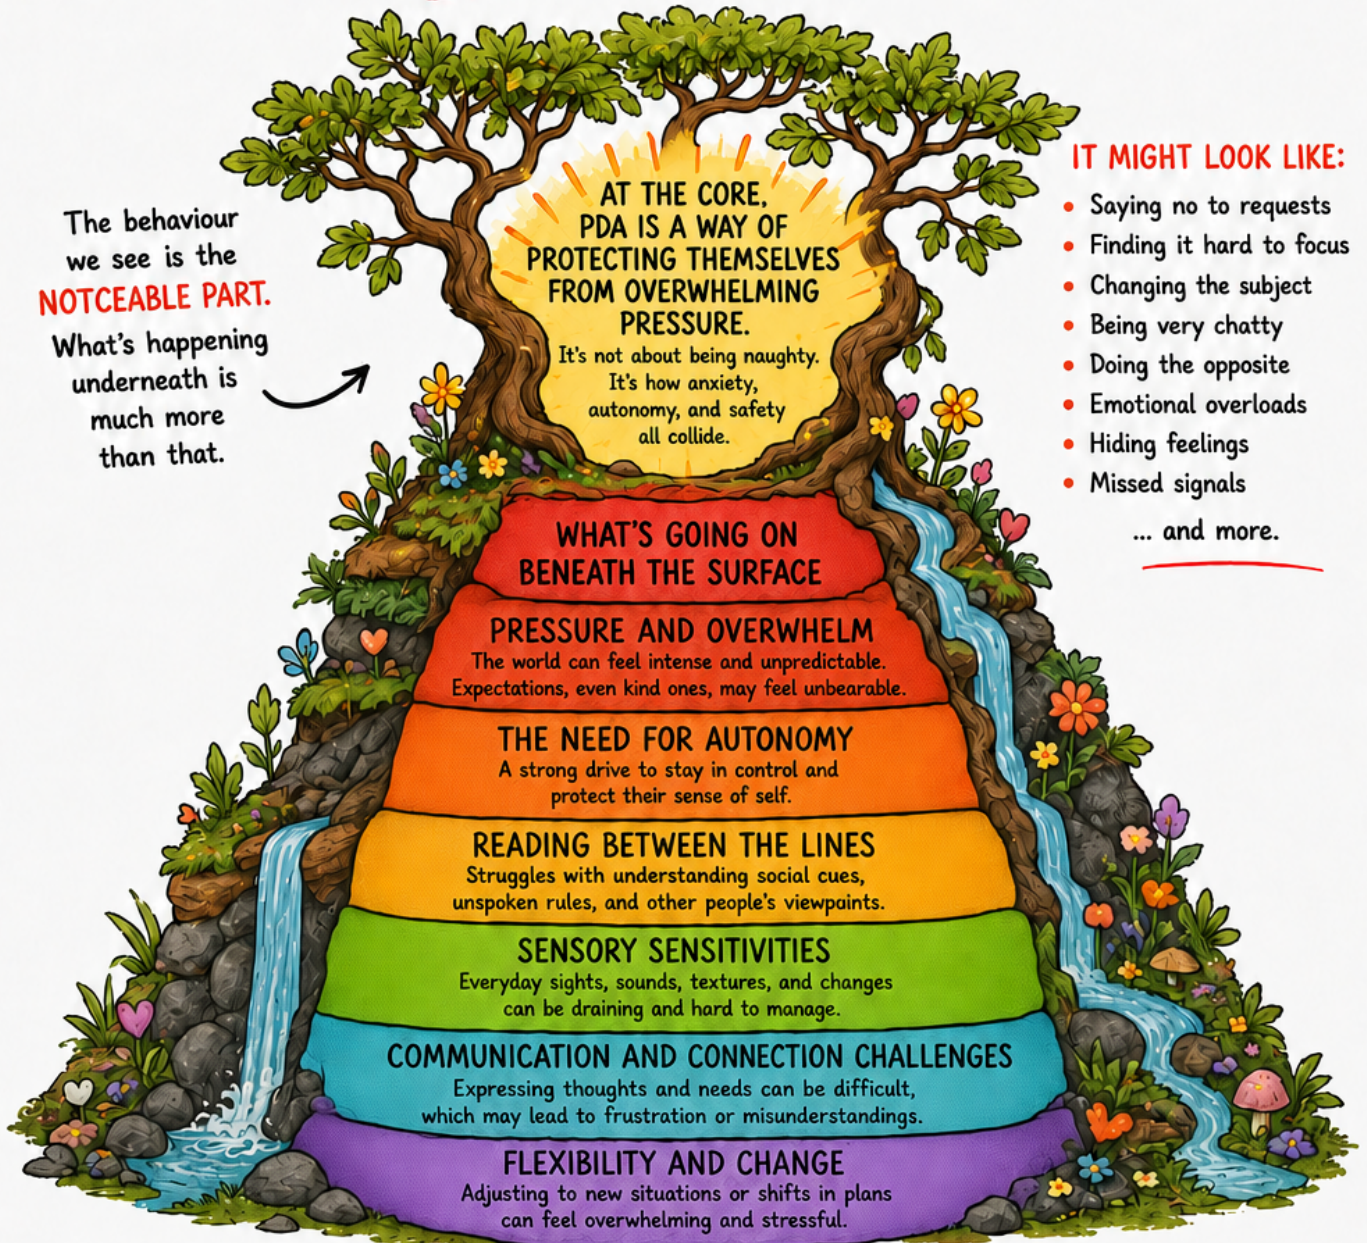 The behaviour
we see is the
NOTCEABLE PART.
What's happening
underneath is
much more
than that.
AT THE CORE,
PDA IS A WAY OF
PROTECTING THEMSELVES
FROM OVERWHELMING
PRESSURE.
It's not about being naughty.
It's how anxiety,
autonomy, and safety
all collide.
IT MIGHT LOOK LIKE:
• Saying no to requests
• Finding it hard to focus
• Changing the subject
• Being very chatty
• Doing the opposite
• Emotional overloads
• Hiding feelings
• Missed signals
... and more.
WHAT'S GOING ON
BENEATH THE SURFACE
PRESSURE AND OVERWHELM
The world can feel intense and unpredictable.
Expectations, even kind ones, may feel unbearable.
THE NEED FOR AUTONOMY
A strong drive to stay in control and
protect their sense of self.
READING BETWEEN THE LINES
Struggles with understanding social cues,
unspoken rules, and other people's viewpoints.
SENSORY SENSITIVITIES
Everyday sights, sounds, textures, and changes
can be draining and hard to manage.
COMMUNICATION AND CONNECTION CHALLENGES
Expressing thoughts and needs can be difficult,
which may lead to frustration or misunderstandings.
FLEXIBILITY AND CHANGE
Adjusting to new situations or shifts in plans
can feel overwhelming and stressful.